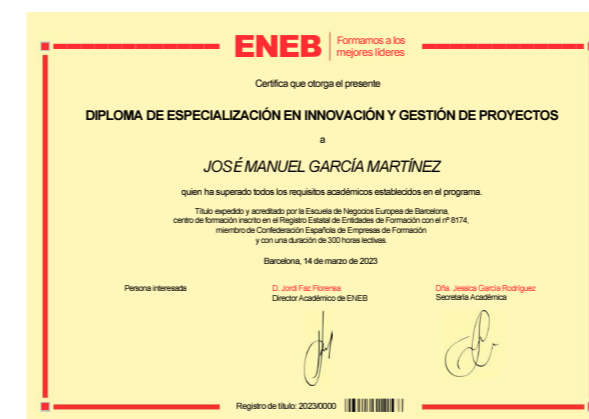 ENEB
Formamos a los
mejores líderes
Certifica que otorga el presente
DIPLOMA DE ESPECIALIZACIÓN EN INNOVACIÓN Y GESTIÓN DE PROYECTOS
a
JOSÉ MANUEL GARCÍA MARTÍNEZ
quien ha superado todos los requisitos académicos establecidos en el programa.
Título expedido y acreditado por la Escuela de Negocios Europea de Barcelona,
centro de formación inscrito en el Registro Estatal de Entidades de Formación con el nº 8174,
miembro de Confederación Española de Empresas de Formación
y con una duración de 300 horas lectivas.
Barcelona, 14 de marzo de 2023
Persona interesada
D. Jordi Faz Florensa
Director Académico de ENEB
Dña. Jessica García Rodríguez
Secretaría Académica
Registro de título: 2023/0000